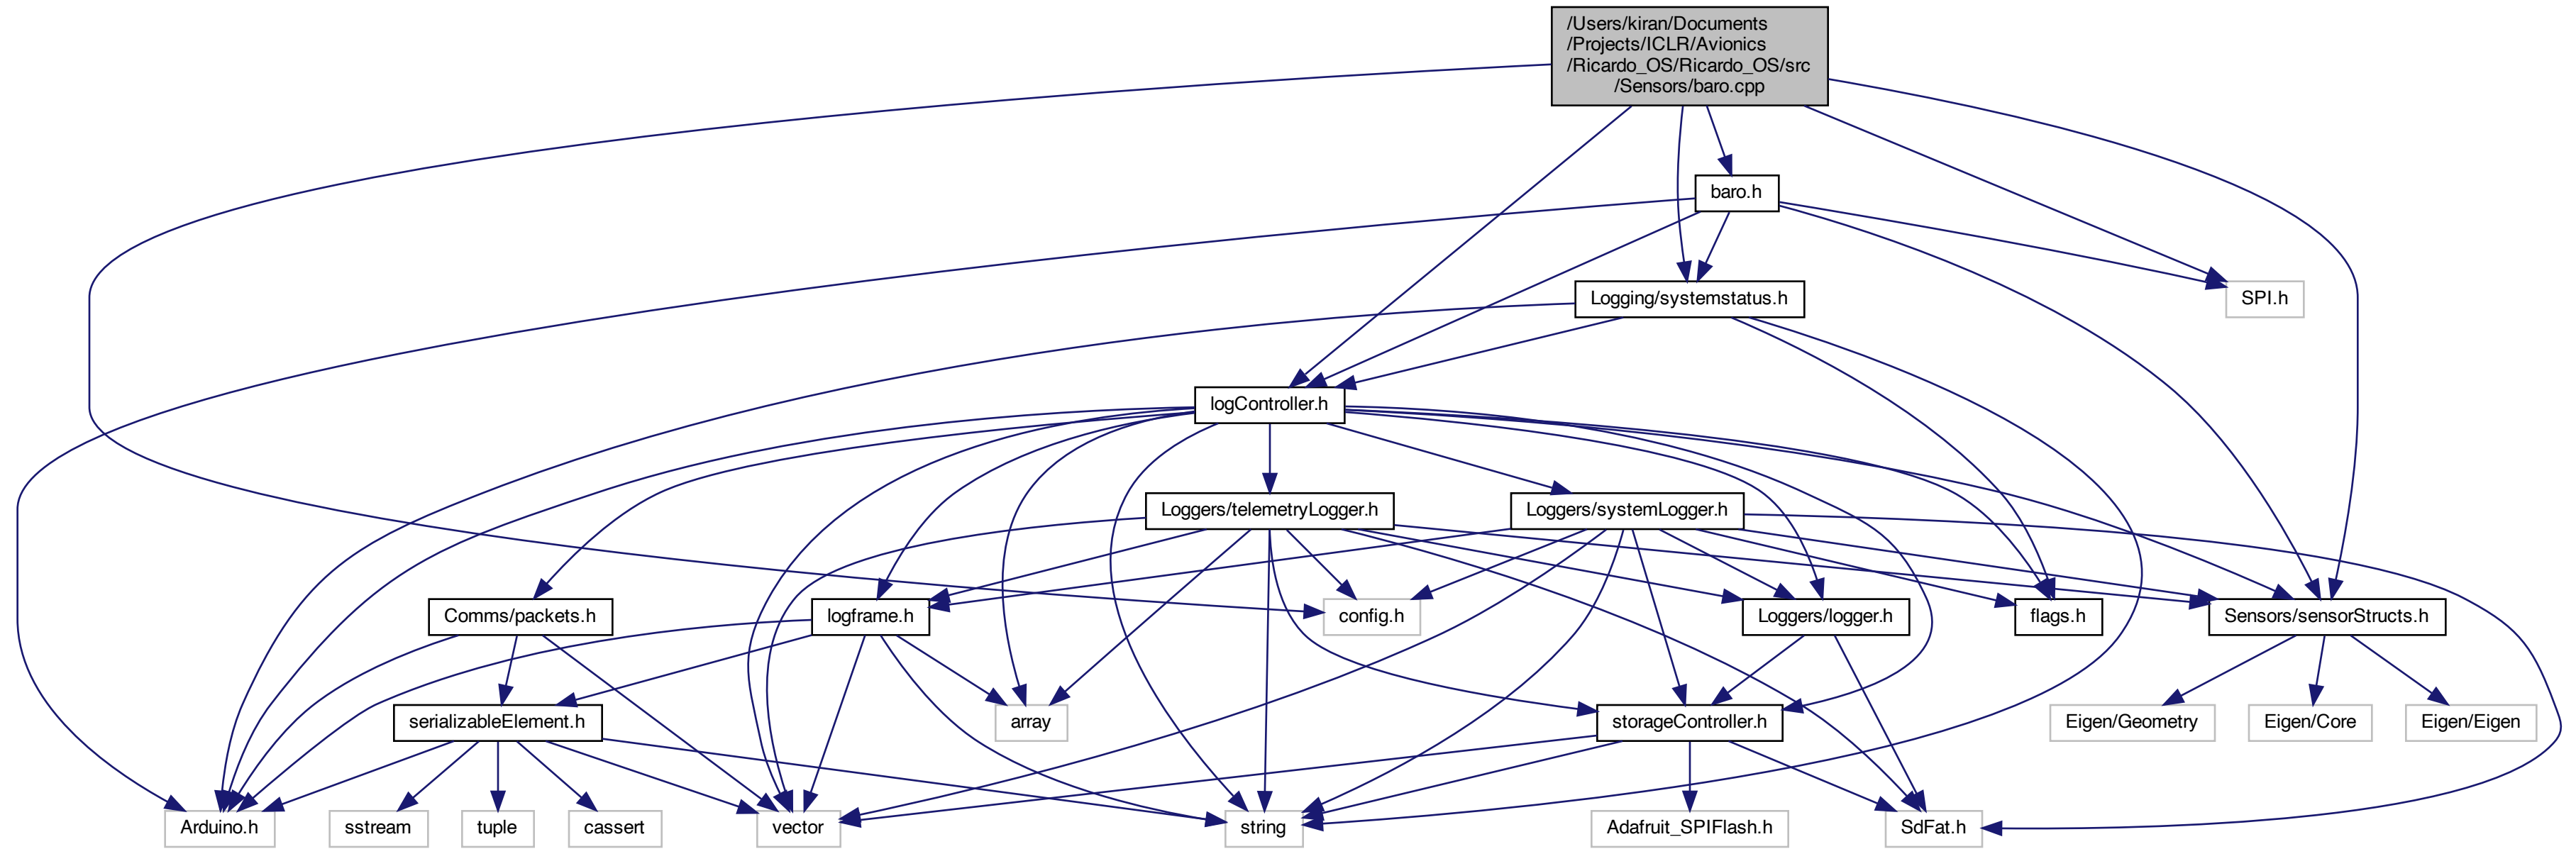 /Users/kiran/Documents
/Projects/ICLR/Avionics
/Ricardo_OS/Ricardo_OS/src
/Sensors/baro.cpp
baro.h
Logging/systemstatus.h
SPI.h
logController.h
Loggers/telemetryLogger.h
Loggers/systemLogger.h
Comms/packets.h
logframe.h
config.h
Loggers/logger.h
flags.h
Sensors/sensorStructs.h
serializableElement.h
array
storageController.h
Eigen/Geometry
Eigen/Core
Eigen/Eigen
Arduino.h
sstream
tuple
cassert
vector
string
Adafruit_SPIFlash.h
SdFat.h